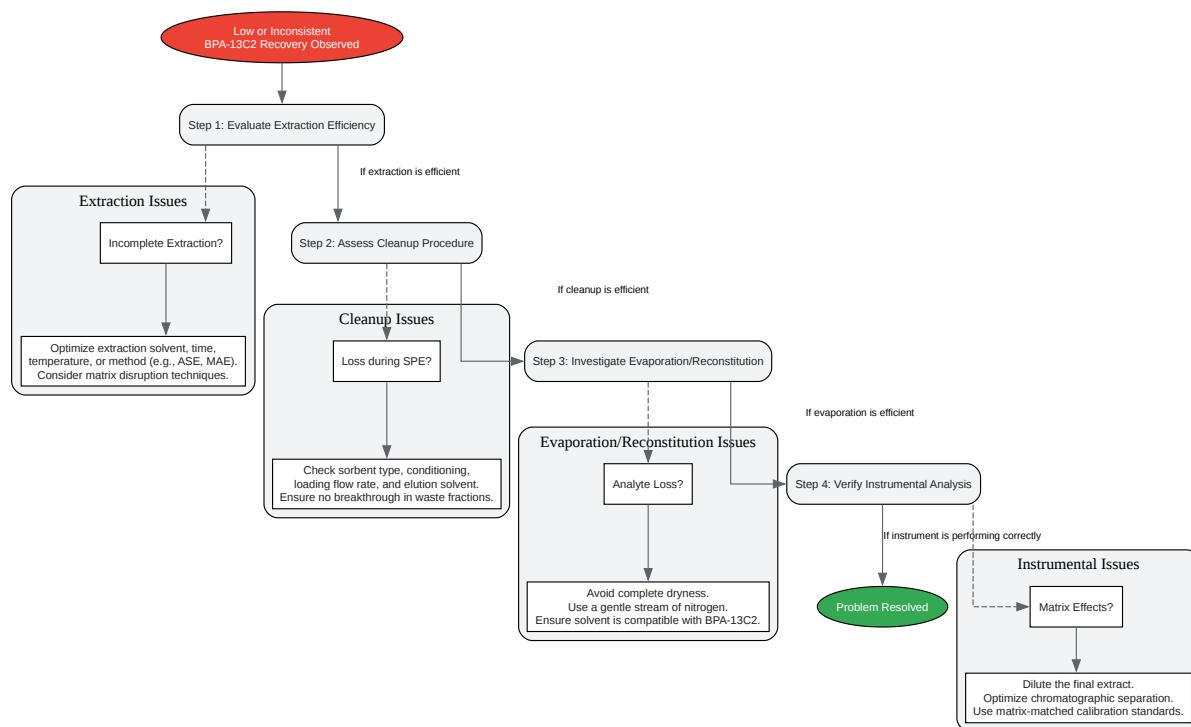 Low or Inconsistent
BPA-13C2 Recovery Observed
Step 1: Evaluate Extraction Efficiency
If extraction is efficient
Extraction Issues
Incomplete Extraction?
Optimize extraction solvent, time,
temperature, or method (e.g., ASE, MAE).
Consider matrix disruption techniques.
Step 2: Assess Cleanup Procedure
If cleanup is efficient
Cleanup Issues
Loss during SPE?
Check sorbent type, conditioning,
loading flow rate, and elution solvent.
Ensure no breakthrough in waste fractions.
Step 3: Investigate Evaporation/Reconstitution
If evaporation is efficient
Evaporation/Reconstitution Issues
Analyte Loss?
Avoid complete dryness.
Use a gentle stream of nitrogen.
Ensure solvent is compatible with BPA-13C2.
Step 4: Verify Instrumental Analysis
If instrument is performing correctly
Problem Resolved
Instrumental Issues
Matrix Effects?
Dilute the final extract.
Optimize chromatographic separation.
Use matrix-matched calibration standards.